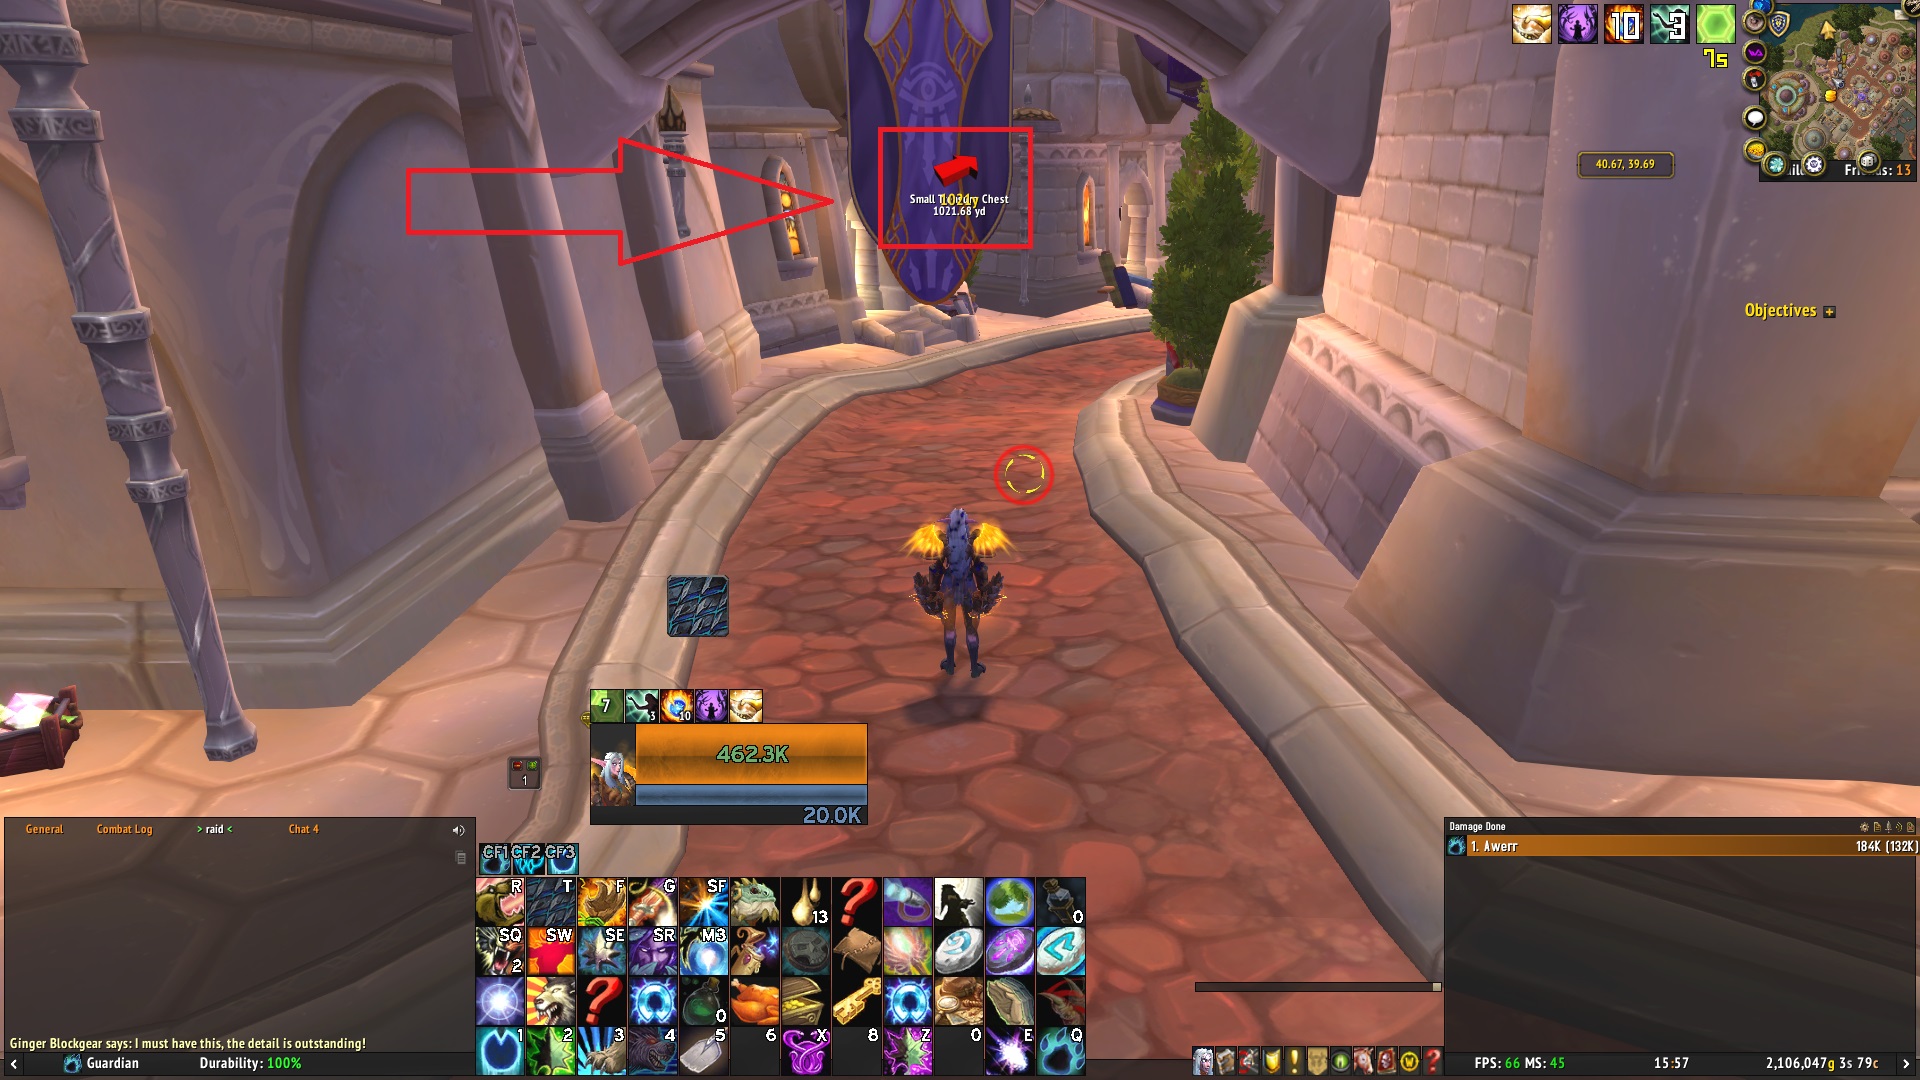 10
3
7s
40.67, 39.69
13
Small
Chest
1021.68 yd
Objectives
7
3
10
462.3K
20.0K
1
General
Combat Log
> raid <
Chat 4
CF1 CF2 CF3
R T F G SF 13 0
SQ 2 SW SE SR M3
0
1 2 3 4 5 6 X 8 Z 0 E Q
Ginger Blockgear says: I must have this, the detail is outstanding!
Guardian
Durability: 100%
Damage Done
1. Awerr
184K (132K)
FPS: 66 MS: 45
15:57
2,106,047g 3s 79c